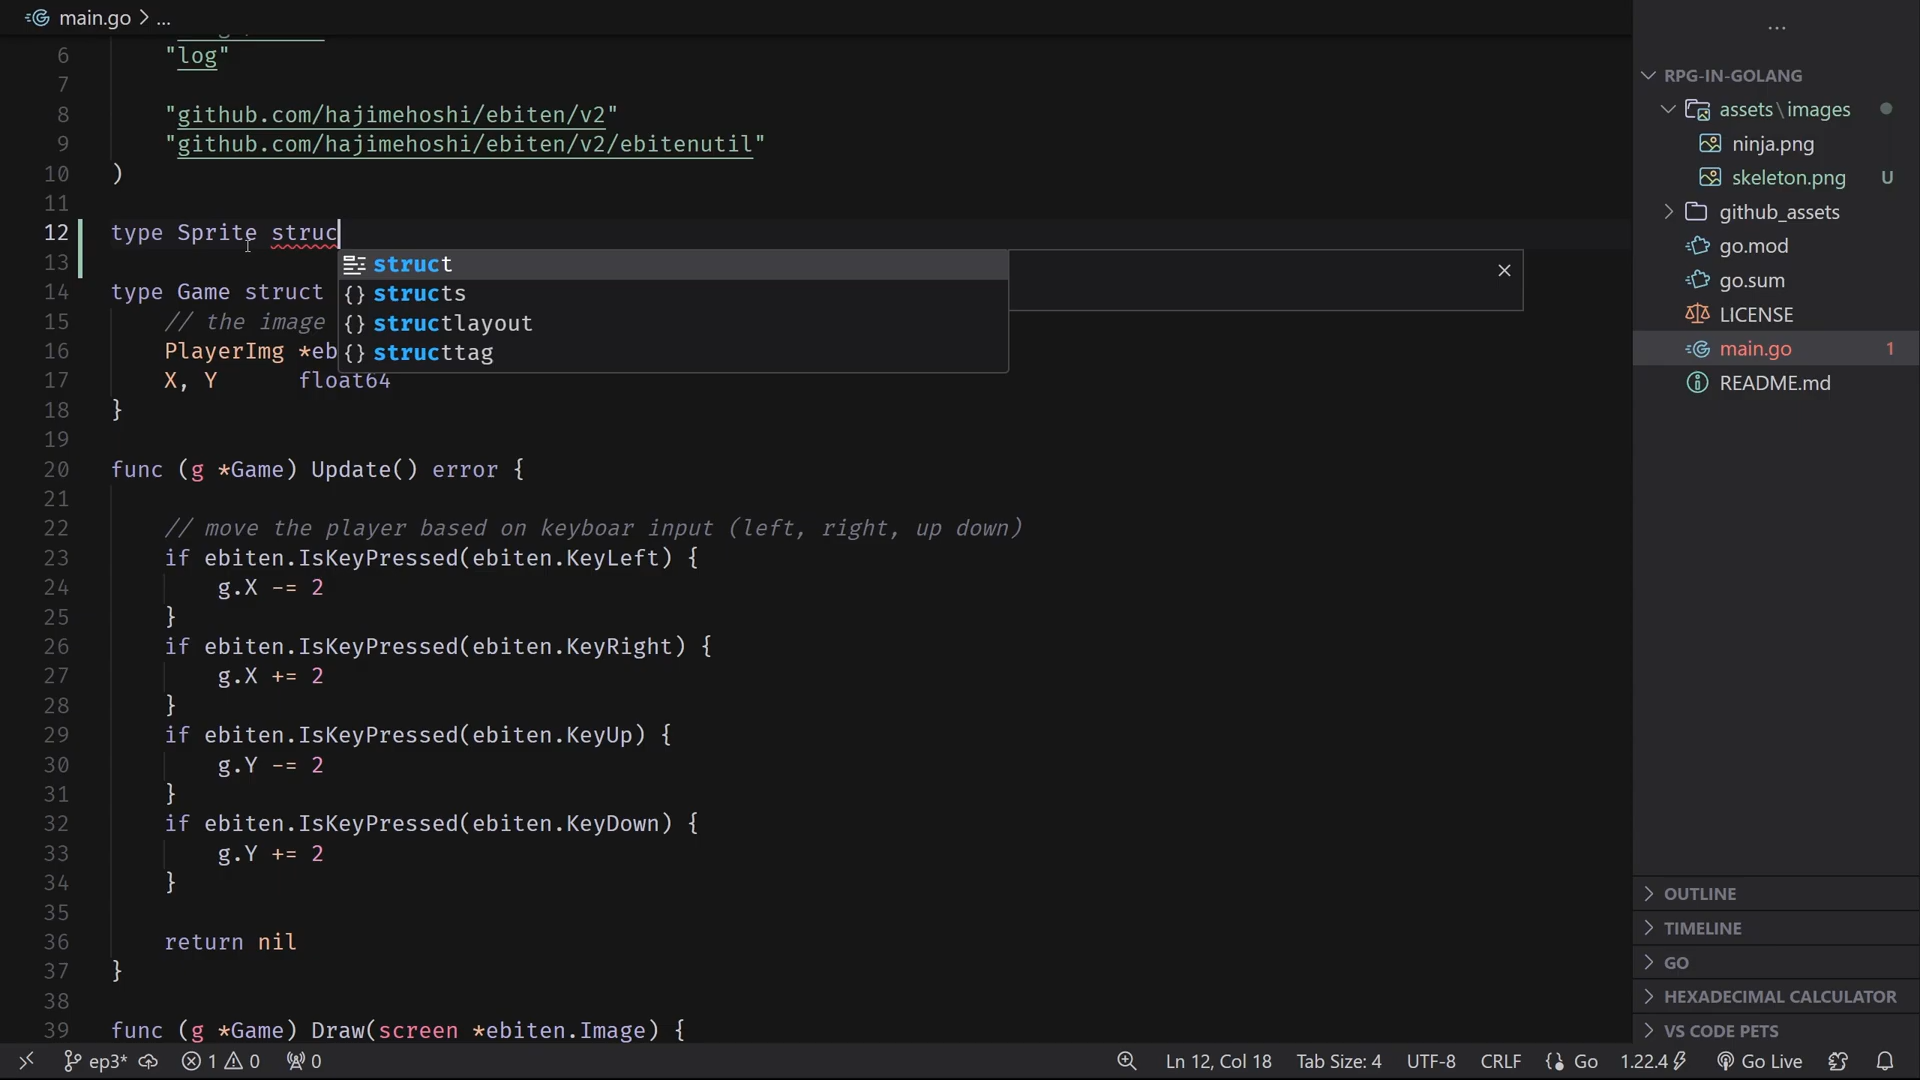 main.go > ...
6 "log"
7
8 "github.com/hajimehoshi/ebiten/v2"
9 "github.com/hajimehoshi/ebiten/v2/ebitenutil"
10 )
11
12 type Sprite struc
struct
13
structs
14 type Game struct
structlayout
15 // the image
structtag
16 PlayerImg *eb
17 X, Y float64
18 }
19
20 func (g *Game) Update() error {
21
22 // move the player based on keyboar input (left, right, up down)
23 if ebiten.IsKeyPressed(ebiten.KeyLeft) {
24 g.X -= 2
25 }
26 if ebiten.IsKeyPressed(ebiten.KeyRight) {
27 g.X += 2
28 }
29 if ebiten.IsKeyPressed(ebiten.KeyUp) {
30 g.Y -= 2
31 }
32 if ebiten.IsKeyPressed(ebiten.KeyDown) {
33 g.Y += 2
34 }
35
36 return nil
37 }
38
39 func (g *Game) Draw(screen *ebiten.Image) {
...
RPG-IN-GOLANG
assets\images
ninja.png
skeleton.png U
github_assets
go.mod
go.sum
LICENSE
main.go 1
README.md
OUTLINE
TIMELINE
GO
HEXADECIMAL CALCULATOR
VS CODE PETS
ep3* 1 0 0 Ln 12, Col 18 Tab Size: 4 UTF-8 CRLF Go 1.22.4 Go Live